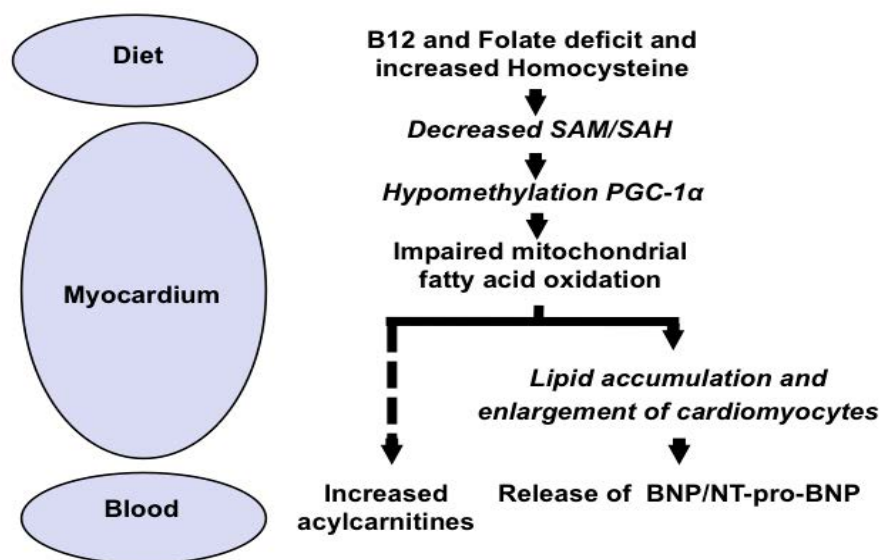 Diet
B12 and Folate deficit and
increased Homocysteine
Decreased SAM/SAH
Hypomethylation PGC-1α
Impaired mitochondrial
fatty acid oxidation
Myocardium
Lipid accumulation and
enlargement of cardiomyocytes
Increased
acylcarnitines
Release of BNP/NT-pro-BNP
Blood